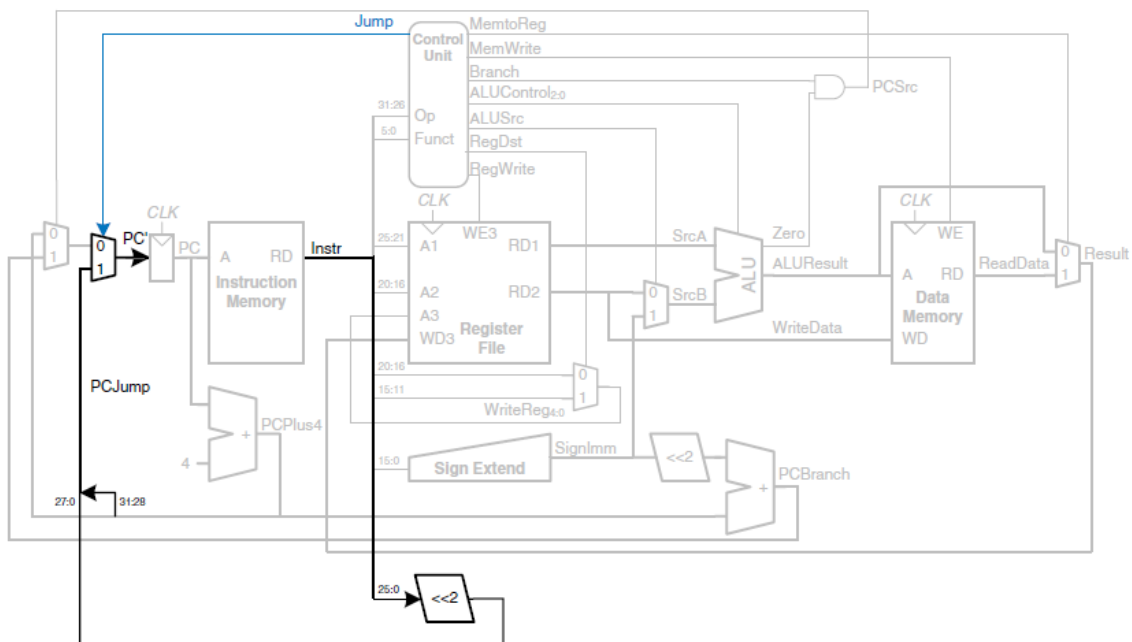 Jump
MemtoReg
Control
Unit
MemWrite
Branch
PCSrc
ALUControl2:0
31:26
Op
ALUSrc
5:0
Funct
RegDst
RegWrite
CLK
CLK
CLK
0
1
0
1
PC'
PC
A
RD
Instr
Instruction
Memory
25:21
A1
WE3
RD1
SrcA
Zero
WE
0
1
Result
20:16
A2
RD2
0
1
SrcB
ALU
ALUResult
A
RD
ReadData
A3
Data
Memory
WD3
Register
File
WriteData
WD
PCJump
20:16
0
15:11
1
WriteReg4:0
PCPlus4
+
4
SignImm
15:0
Sign Extend
<<2
PCBranch
+
27:0
31:28
25:0
<<2